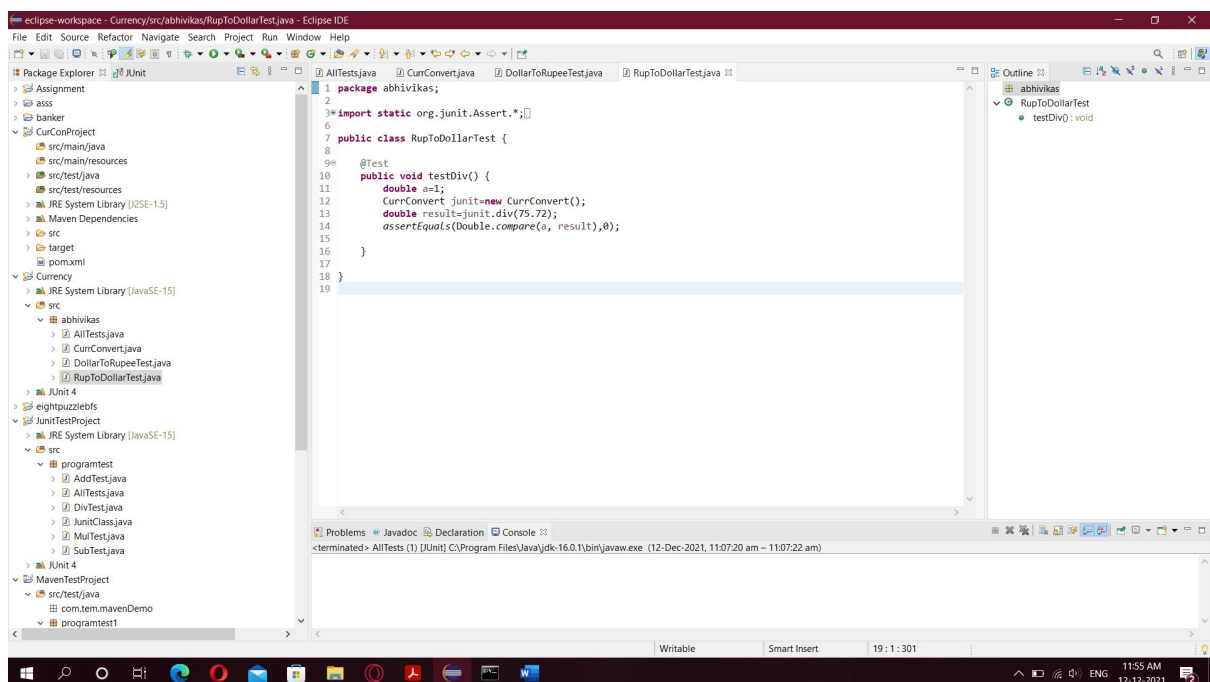 eclipse-workspace - Currency/src/abhivikas/RupToDollarTest.java - Eclipse IDE
File Edit Source Refactor Navigate Search Project Run Window Help
Package Explorer
JUnit
Assignment
asss
banker
CurConProject
src/main/java
src/main/resources
src/test/java
src/test/resources
JRE System Library [J2SE-1.5]
Maven Dependencies
src
target
pom.xml
Currency
JRE System Library [JavaSE-15]
src
abhivikas
AllTests.java
CurrConvert.java
DollarToRupeeTest.java
RupToDollarTest.java
JUnit 4
eightpuzzlebfs
JunitTestProject
JRE System Library [JavaSE-15]
src
programtest
AddTest.java
AllTests.java
DivTest.java
JunitClass.java
MulTest.java
SubTest.java
JUnit 4
MavenTestProject
src/test/java
com.tem.mavenDemo
programtest1
AllTests.java CurrConvert.java DollarToRupeeTest.java RupToDollarTest.java
1 package abhivikas;
2
3 import static org.junit.Assert.*;
6
7 public class RupToDollarTest {
8
9 @Test
10 public void testDiv() {
11 double a=1;
12 CurrConvert junit=new CurrConvert();
13 double result=junit.div(75.72);
14 assertEquals(Double.compare(a, result),0);
15
16 }
17
18 }
19
Outline
abhivikas
RupToDollarTest
testDiv() : void
Problems Javadoc Declaration Console
<terminated> AllTests (1) [JUnit] C:\Program Files\Java\jdk-16.0.1\bin\javaw.exe (12-Dec-2021, 11:07:20 am – 11:07:22 am)
Writable Smart Insert 19 : 1 : 301
ENG
11:55 AM
12-12-2021